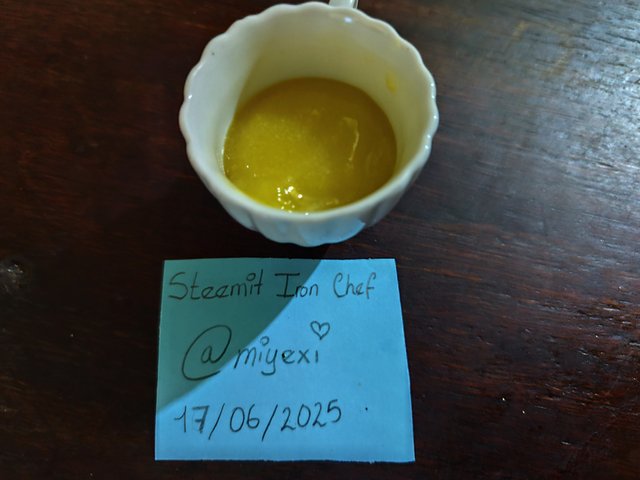 Steemit Iron Chef
@miyexi
17/06/2025